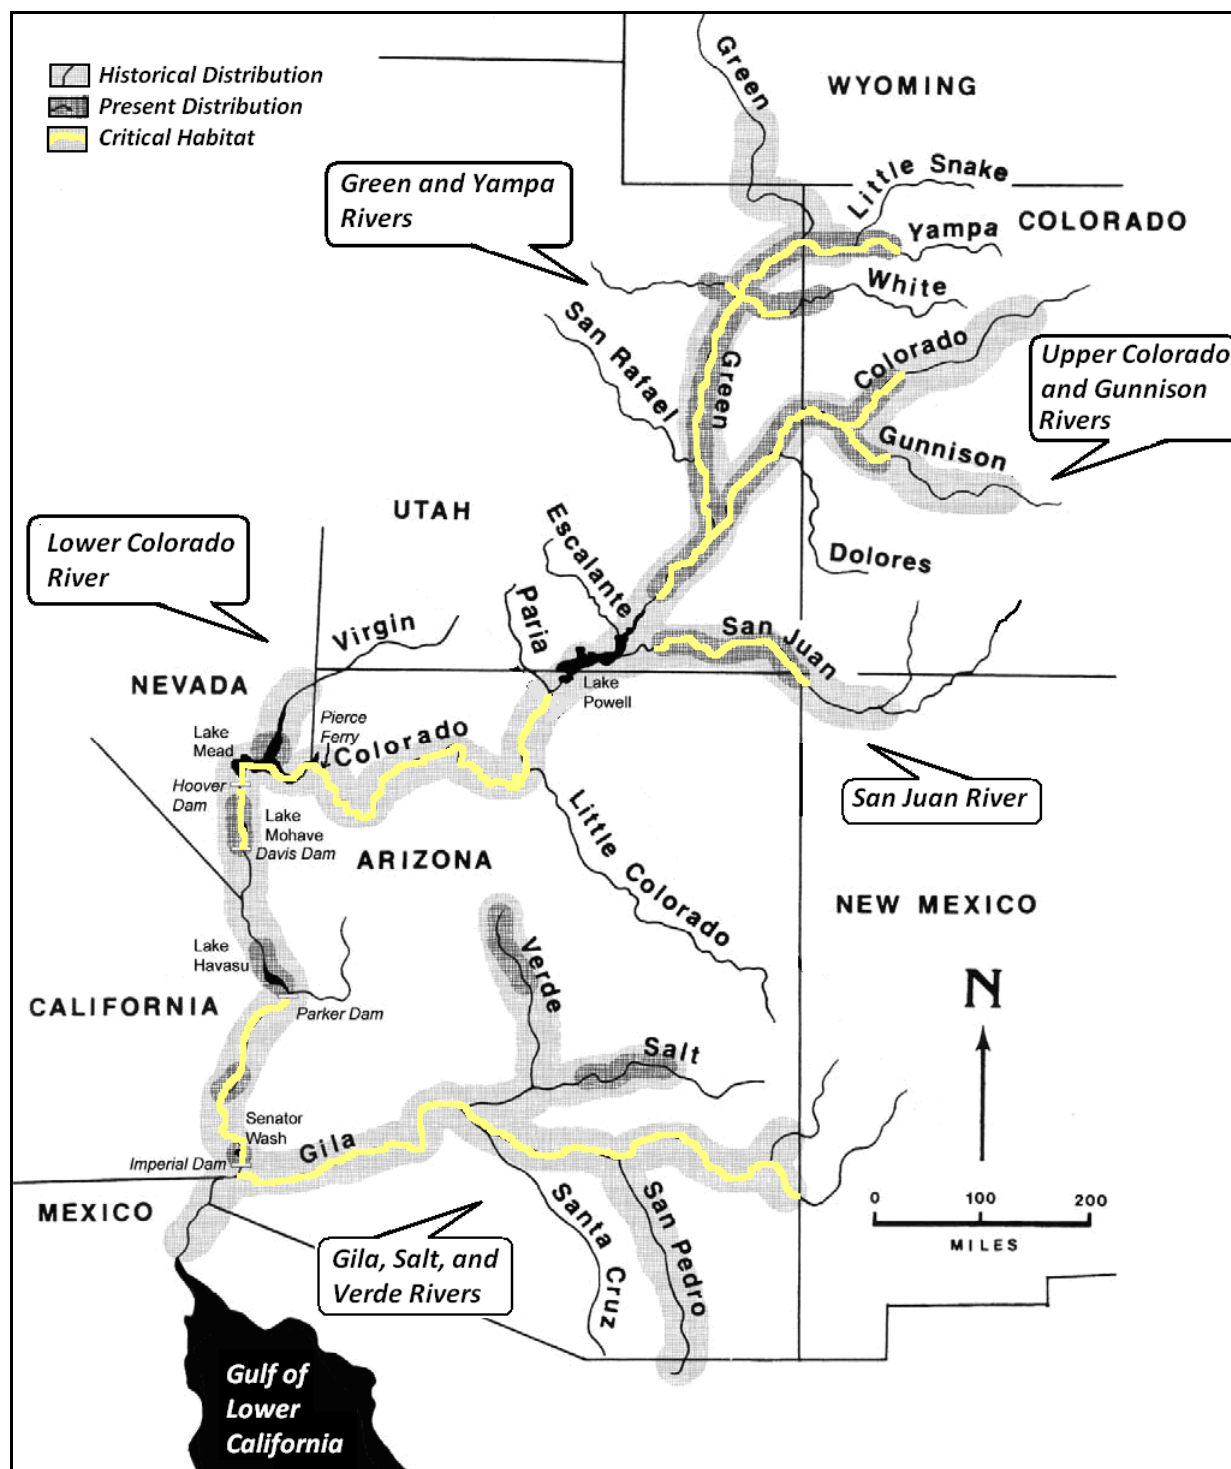 Historical Distribution
Present Distribution
Critical Habitat
Green
WYOMING
Green and Yampa
Rivers
Little Snake
COLORADO
Yampa
White
San Rafael
Green
Colorado
Upper Colorado
and Gunnison
Rivers
Gunnison
UTAH
Escalante
Dolores
Lower Colorado
River
Paria
Virgin
San Juan
NEVADA
Lake
Powell
Pierce
Ferry
Lake
Mead
Colorado
Hoover
Dam
San Juan River
Lake
Mohave
Davis Dam
ARIZONA
Little Colorado
NEW MEXICO
Verde
Lake
Havasu
N
CALIFORNIA
Parker Dam
Salt
Senator
Wash
Gila
Imperial Dam
MEXICO
Santa Cruz
San Pedro
0 100 200
MILES
Gila, Salt, and
Verde Rivers
Gulf of
Lower
California